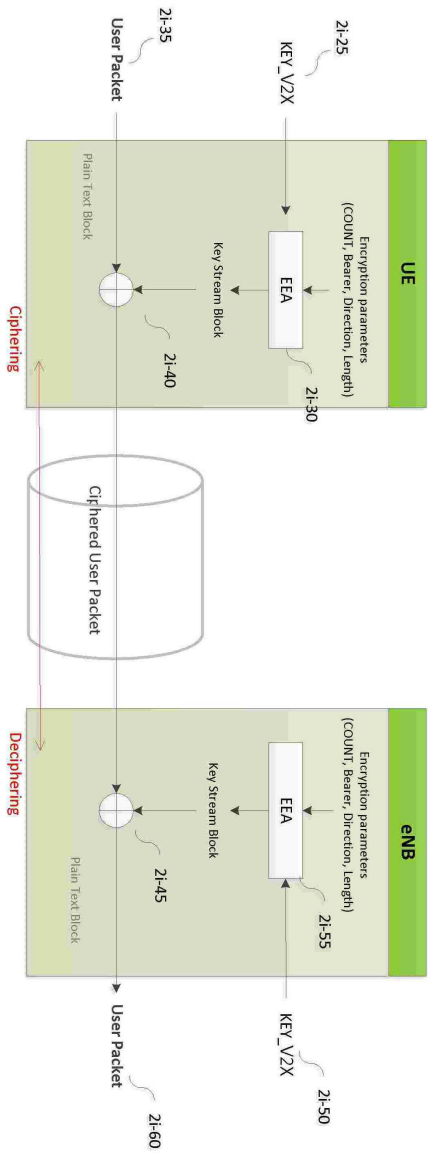 UE
Encryption parameters
(COUNT, Bearer, Direction, Length)
2i-25
KEY_V2X
EEA
2i-30
Key Stream Block
2i-35
User Packet
2i-40
Plain Text Block
Ciphering
Ciphered User Packet
eNB
Encryption parameters
(COUNT, Bearer, Direction, Length)
EEA
2i-55
2i-50
KEY_V2X
Key Stream Block
2i-45
Plain Text Block
User Packet
2i-60
Deciphering